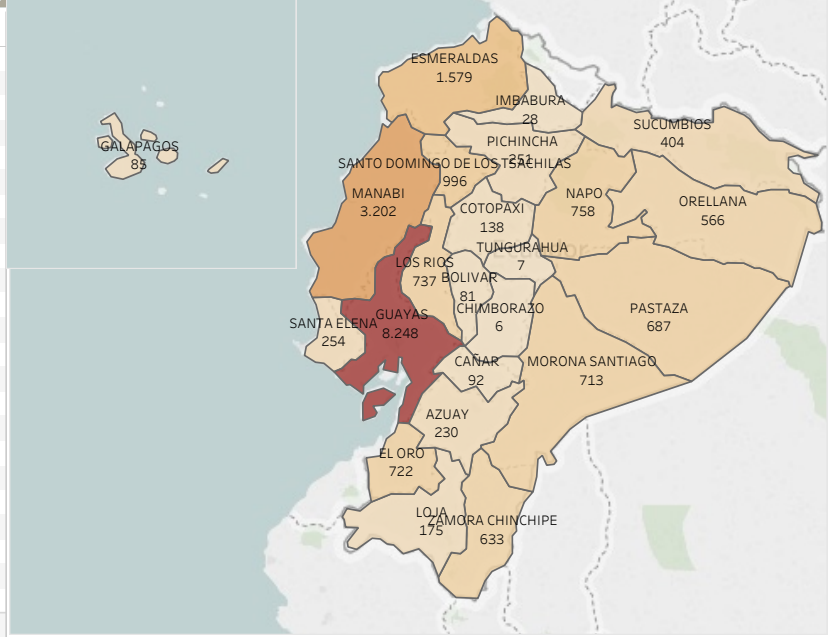 ESMERALDAS
1.579
IMBABURA
28
SUCUMBIOS
404
PICHINCHA
251
GALAPAGOS
85
SANTO DOMINGO DE LOS TSACHILAS
996
MANABI
3.202
NAPO
758
ORELLANA
566
COTOPAXI
138
TUNGURAHUA
7
Ecuador
LOS RIOS
737
BOLIVAR
81
CHIMBORAZO
6
PASTAZA
687
SANTA ELENA
254
GUAYAS
8.248
CAÑAR
92
MORONA SANTIAGO
713
AZUAY
230
EL ORO
722
LOJA
175
ZAMORA CHINCHIPE
633